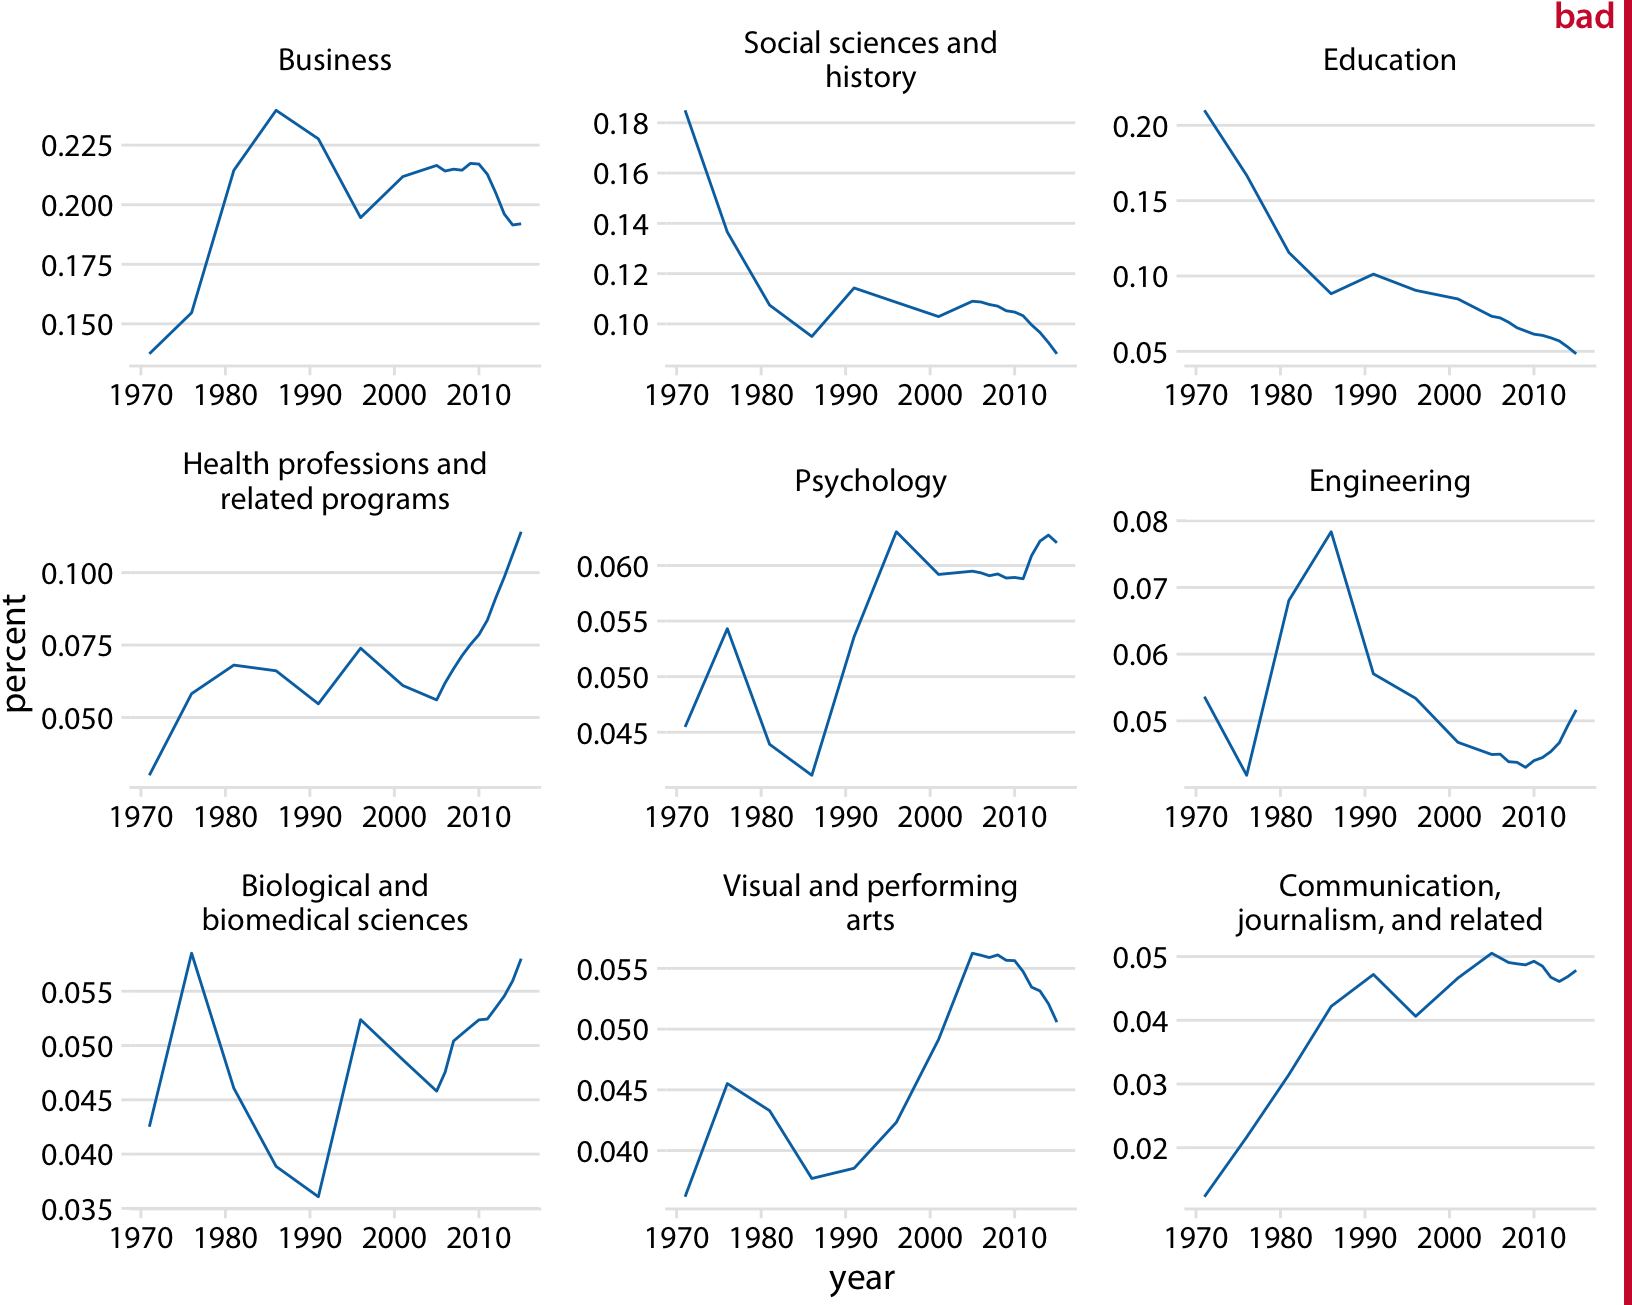 bad
Business
0.225
0.200
0.175
0.150
1970 1980 1990 2000 2010
Social sciences and
history
0.18
0.16
0.14
0.12
0.10
1970 1980 1990 2000 2010
Education
0.20
0.15
0.10
0.05
1970 1980 1990 2000 2010
percent
Health professions and
related programs
0.100
0.075
0.050
1970 1980 1990 2000 2010
Psychology
0.060
0.055
0.050
0.045
1970 1980 1990 2000 2010
Engineering
0.08
0.07
0.06
0.05
1970 1980 1990 2000 2010
Biological and
biomedical sciences
0.055
0.050
0.045
0.040
0.035
1970 1980 1990 2000 2010
Visual and performing
arts
0.055
0.050
0.045
0.040
1970 1980 1990 2000 2010
Communication,
journalism, and related
0.05
0.04
0.03
0.02
1970 1980 1990 2000 2010
year